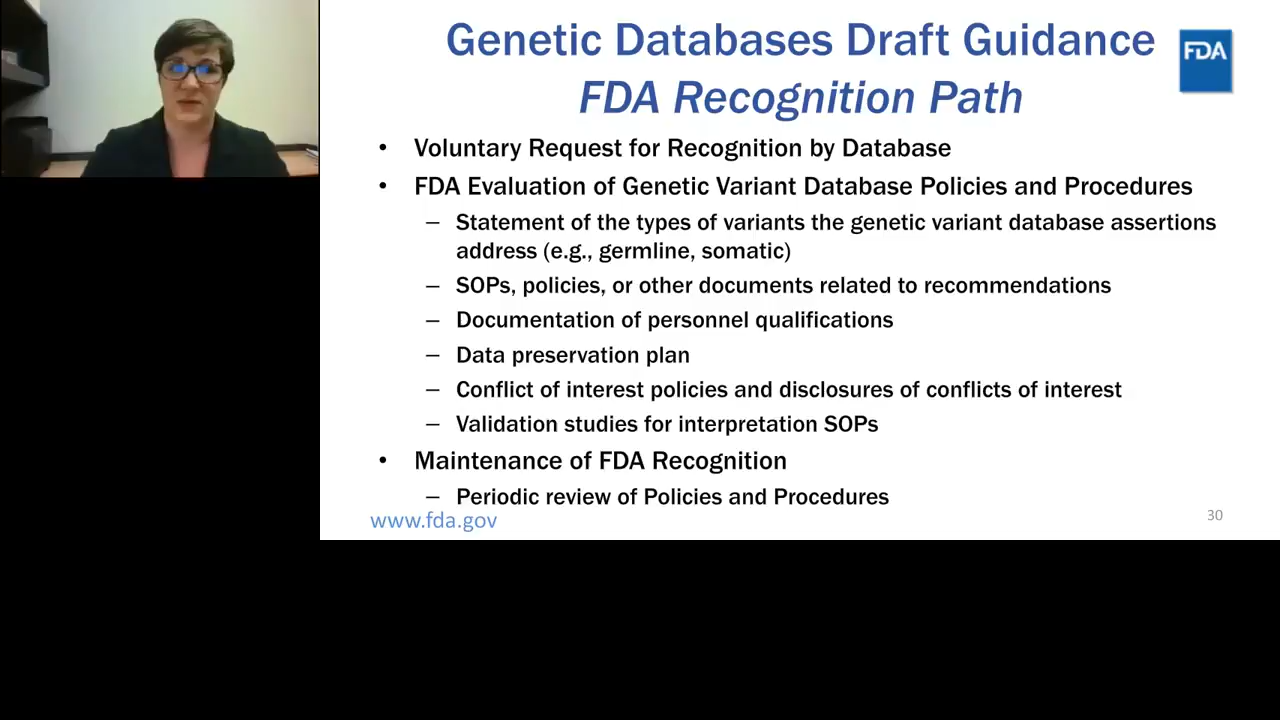 Genetic Databases Draft Guidance
FDA Recognition Path
FDA
• Voluntary Request for Recognition by Database
• FDA Evaluation of Genetic Variant Database Policies and Procedures
– Statement of the types of variants the genetic variant database assertions
address (e.g., germline, somatic)
– SOPs, policies, or other documents related to recommendations
– Documentation of personnel qualifications
– Data preservation plan
– Conflict of interest policies and disclosures of conflicts of interest
– Validation studies for interpretation SOPs
• Maintenance of FDA Recognition
– Periodic review of Policies and Procedures
www.fda.gov
30